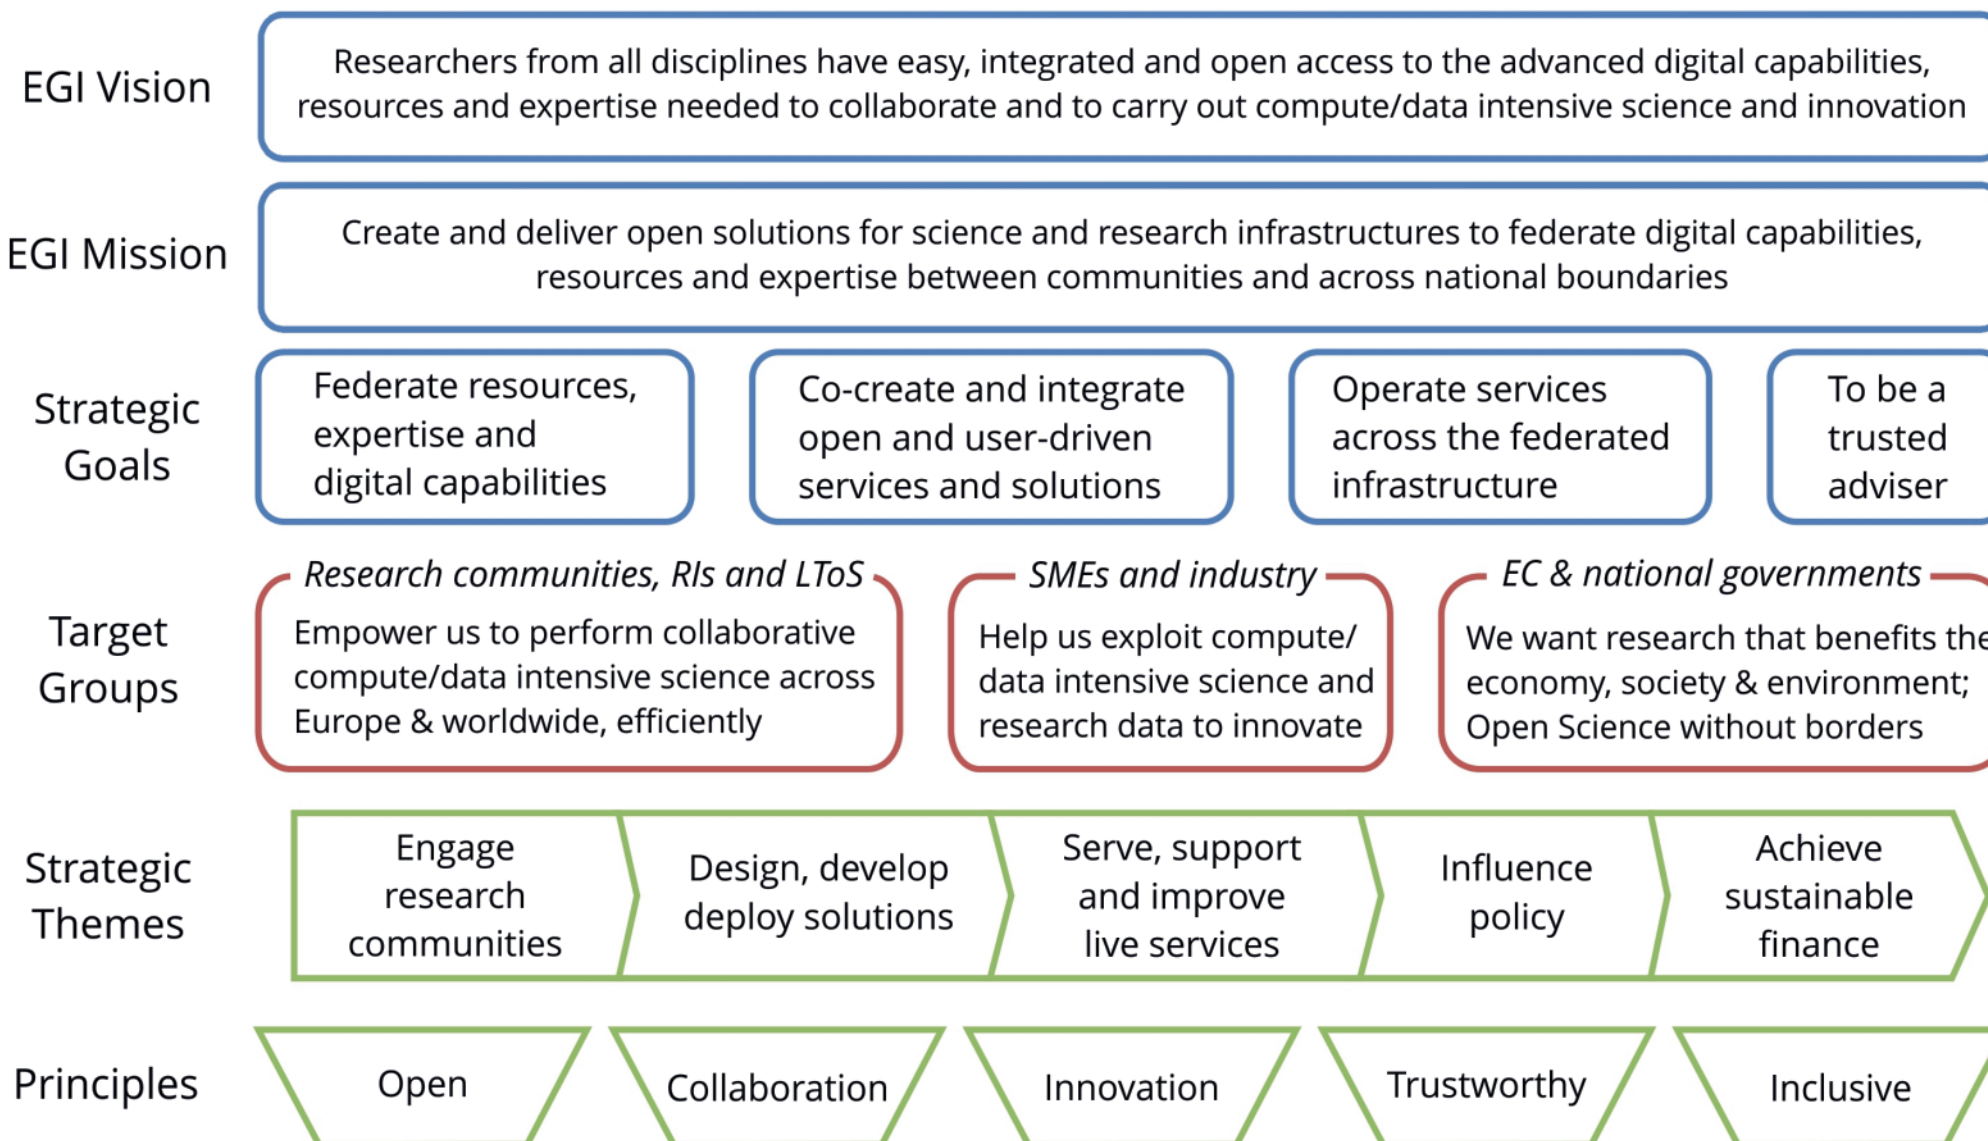 EGI Vision
Researchers from all disciplines have easy, integrated and open access to the advanced digital capabilities,
resources and expertise needed to collaborate and to carry out compute/data intensive science and innovation
EGI Mission
Create and deliver open solutions for science and research infrastructures to federate digital capabilities,
resources and expertise between communities and across national boundaries
Strategic
Goals
Federate resources,
expertise and
digital capabilities
Co-create and integrate
open and user-driven
services and solutions
Operate services
across the federated
infrastructure
To be a
trusted
adviser
Target
Groups
Research communities, RIs and LToS
Empower us to perform collaborative
compute/data intensive science across
Europe & worldwide, efficiently
SMEs and industry
Help us exploit compute/
data intensive science and
research data to innovate
EC & national governments
We want research that benefits the
economy, society & environment;
Open Science without borders
Strategic
Themes
Engage
research
communities
Design, develop
deploy solutions
Serve, support
and improve
live services
Influence
policy
Achieve
sustainable
finance
Principles
Open
Collaboration
Innovation
Trustworthy
Inclusive